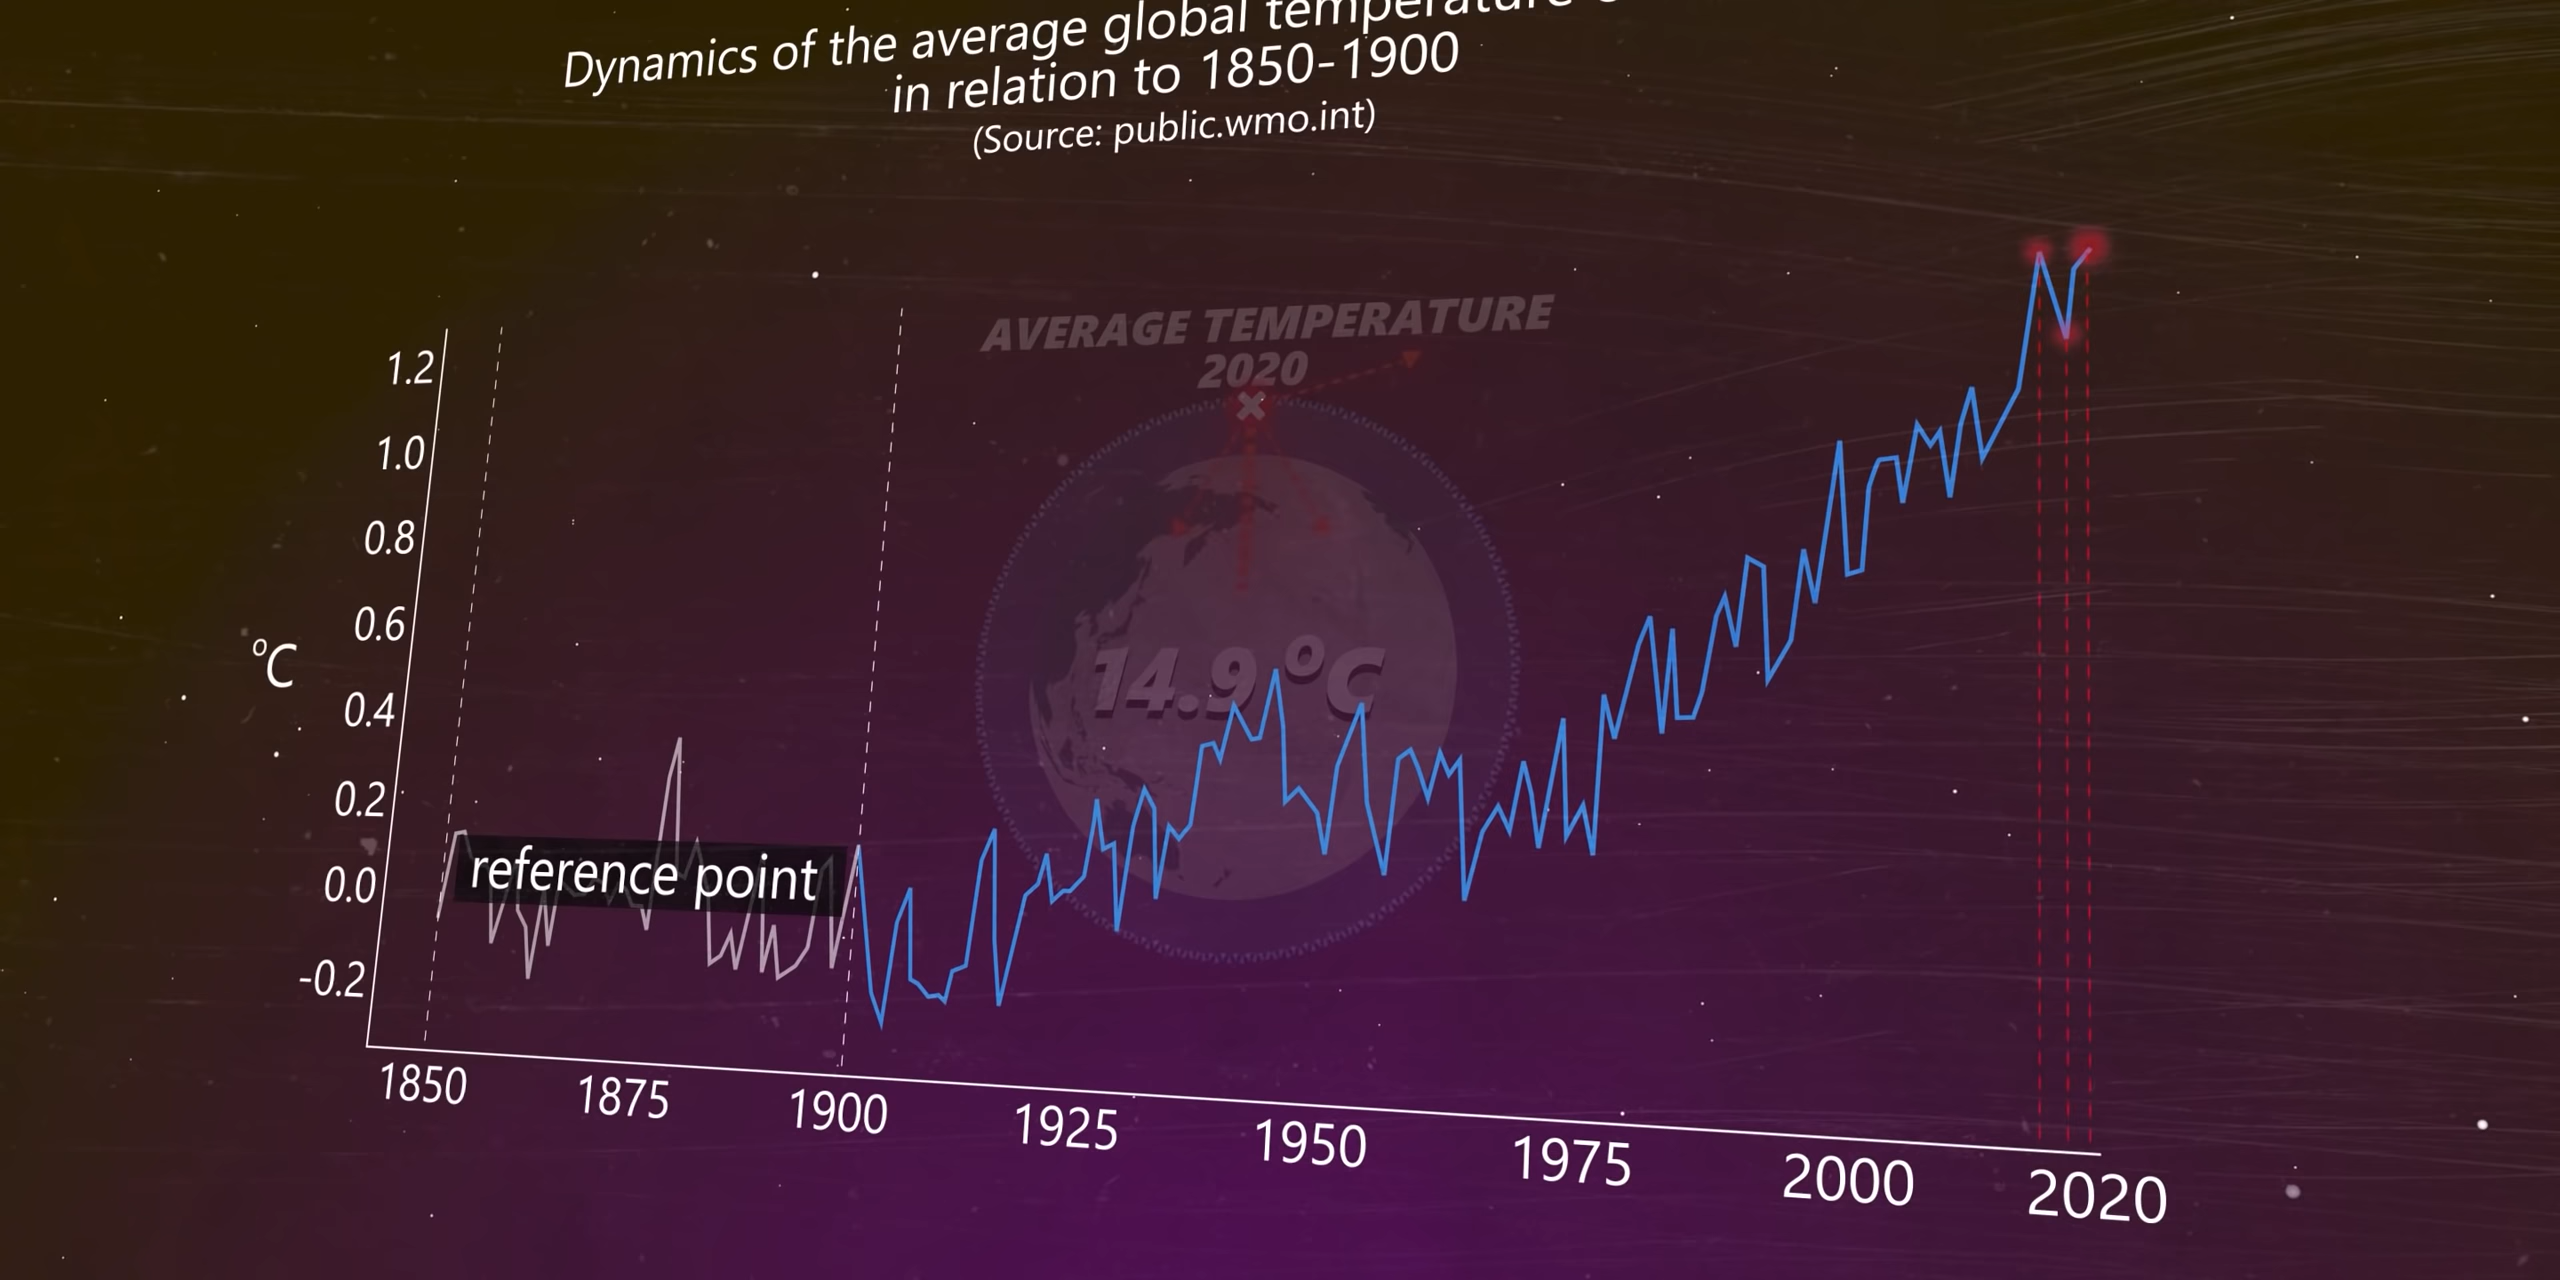 Dynamics of the average global temperature
in relation to 1850-1900
(Source: public.wmo.int)
AVERAGE TEMPERATURE
2020
1.2
1.0
0.8
0.6
°C
0.4
14.9 °C
0.2
0.0
reference point
-0.2
1850
1875
1900
1925
1950
1975
2000
2020